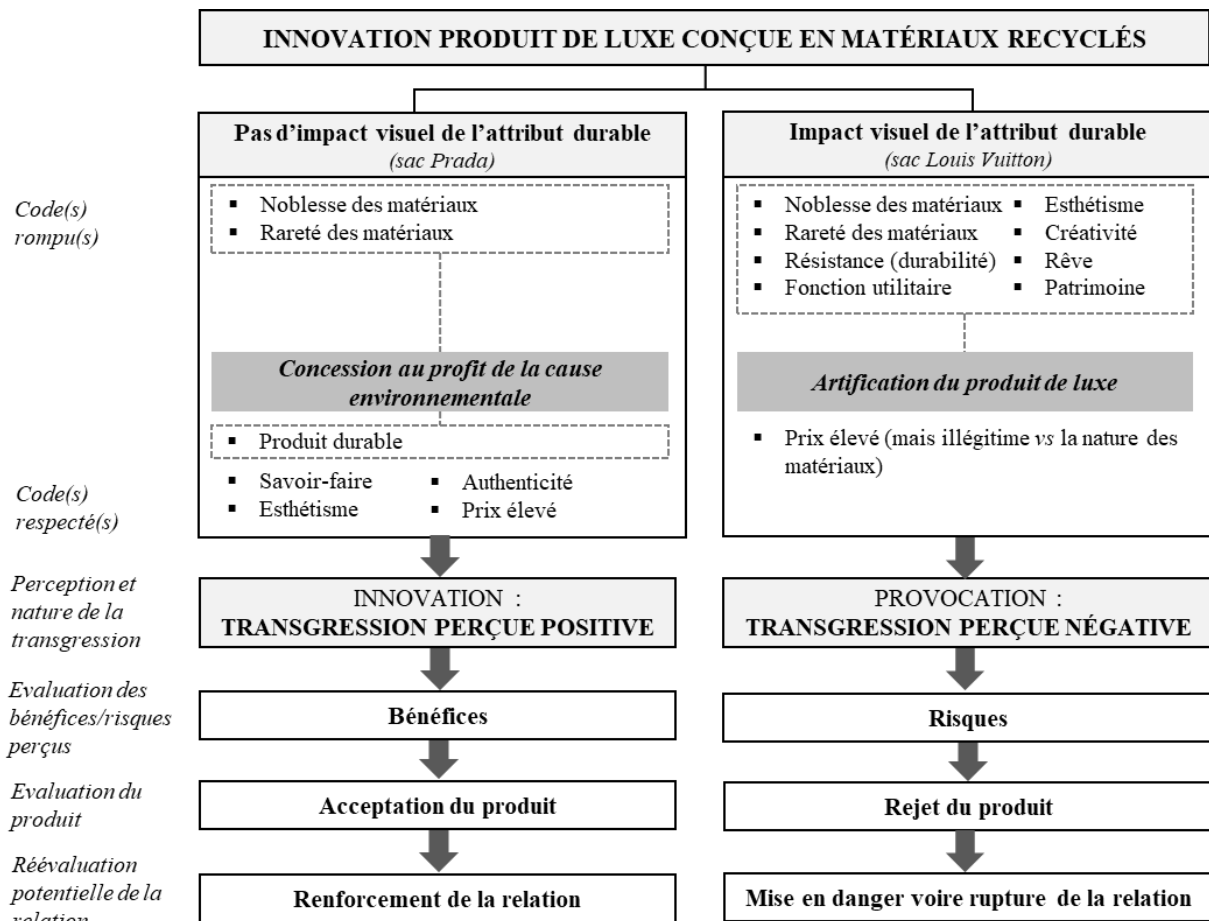 INNOVATION PRODUIT DE LUXE CONÇUE EN MATÉRIAUX RECYCLÉS
Pas d'impact visuel de l'attribut durable
(sac Prada)
Impact visuel de l'attribut durable
(sac Louis Vuitton)
Code(s)
rompu(s)
▪ Noblesse des matériaux
▪ Rareté des matériaux
▪ Noblesse des matériaux
▪ Rareté des matériaux
▪ Résistance (durabilité)
▪ Fonction utilitaire
▪ Esthétisme
▪ Créativité
▪ Rêve
▪ Patrimoine
Concession au profit de la cause
environnementale
Artification du produit de luxe
Code(s)
respecté(s)
▪ Produit durable
▪ Savoir-faire
▪ Esthétisme
▪ Authenticité
▪ Prix élevé
▪ Prix élevé (mais illégitime vs la nature des
matériaux)
Perception et
nature de la
transgression
INNOVATION :
TRANSGRESSION PERÇUE POSITIVE
PROVOCATION :
TRANSGRESSION PERÇUE NÉGATIVE
Evaluation des
bénéfices/risques
perçus
Bénéfices
Risques
Evaluation du
produit
Acceptation du produit
Rejet du produit
Réévaluation
potentielle de la
relation
Renforcement de la relation
Mise en danger voire rupture de la relation